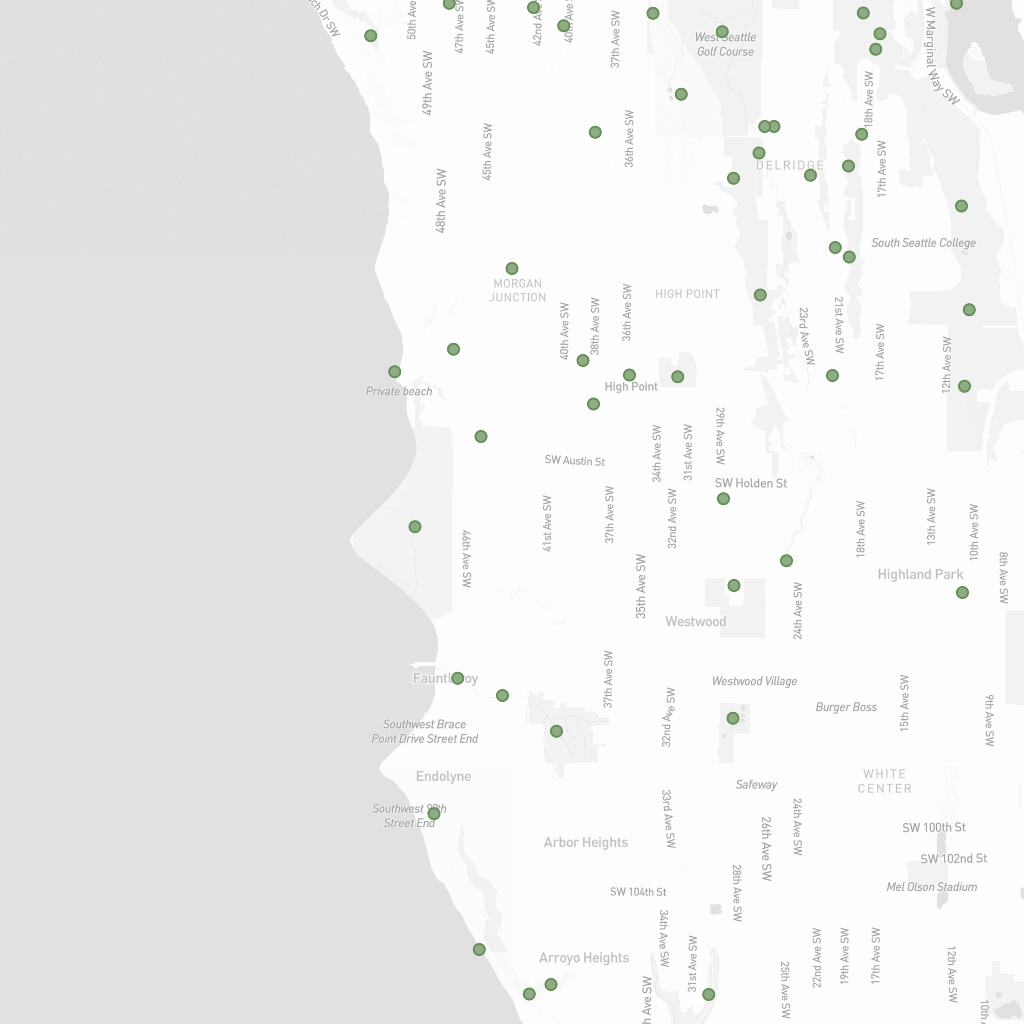 50th Ave SW
47th Ave SW
45th Ave SW
37th Ave SW
West Seattle
Golf Course
W Marginal Way SW
49th Ave SW
18th Ave SW
45th Ave SW
36th Ave SW
17th Ave SW
DELRIDGE
48th Ave SW
South Seattle College
MORGAN
JUNCTION
HIGH POINT
40th Ave SW
38th Ave SW
36th Ave SW
23rd Ave SW
21st Ave SW
17th Ave SW
12th Ave SW
Private beach
High Point
29th Ave SW
34th Ave SW
31st Ave SW
SW Austin St
SW Holden St
41st Ave SW
37th Ave SW
32nd Ave SW
18th Ave SW
13th Ave SW
10th Ave SW
46th Ave SW
35th Ave SW
24th Ave SW
Highland Park
8th Ave SW
Westwood
Fauntleroy
37th Ave SW
Westwood Village
32nd Ave SW
Burger Boss
15th Ave SW
9th Ave SW
Southwest Brace
Point Drive Street End
Endolyne
Safeway
WHITE
CENTER
Southwest 98th
Street End
33rd Ave SW
26th Ave SW
24th Ave SW
SW 100th St
Arbor Heights
SW 102nd St
Mel Olson Stadium
SW 104th St
28th Ave SW
34th Ave SW
31st Ave SW
Arroyo Heights
25th Ave SW
22nd Ave SW
19th Ave SW
17th Ave SW
12th Ave SW